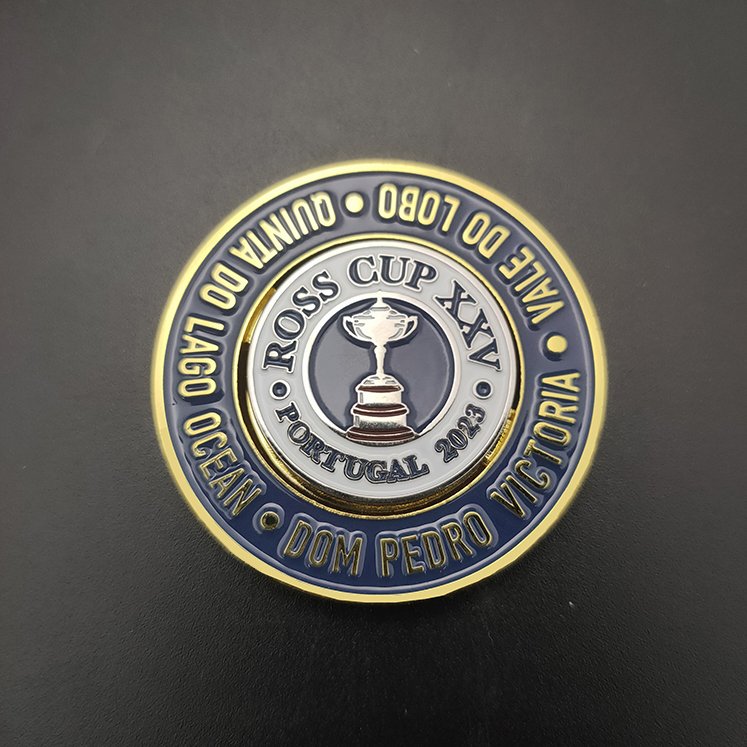 ROSS CUP XXV
• PORTUGAL 2023 •
QUINTA DO LAGO OCEAN • DOM PEDRO VICTORIA • VALE DO LOBO •